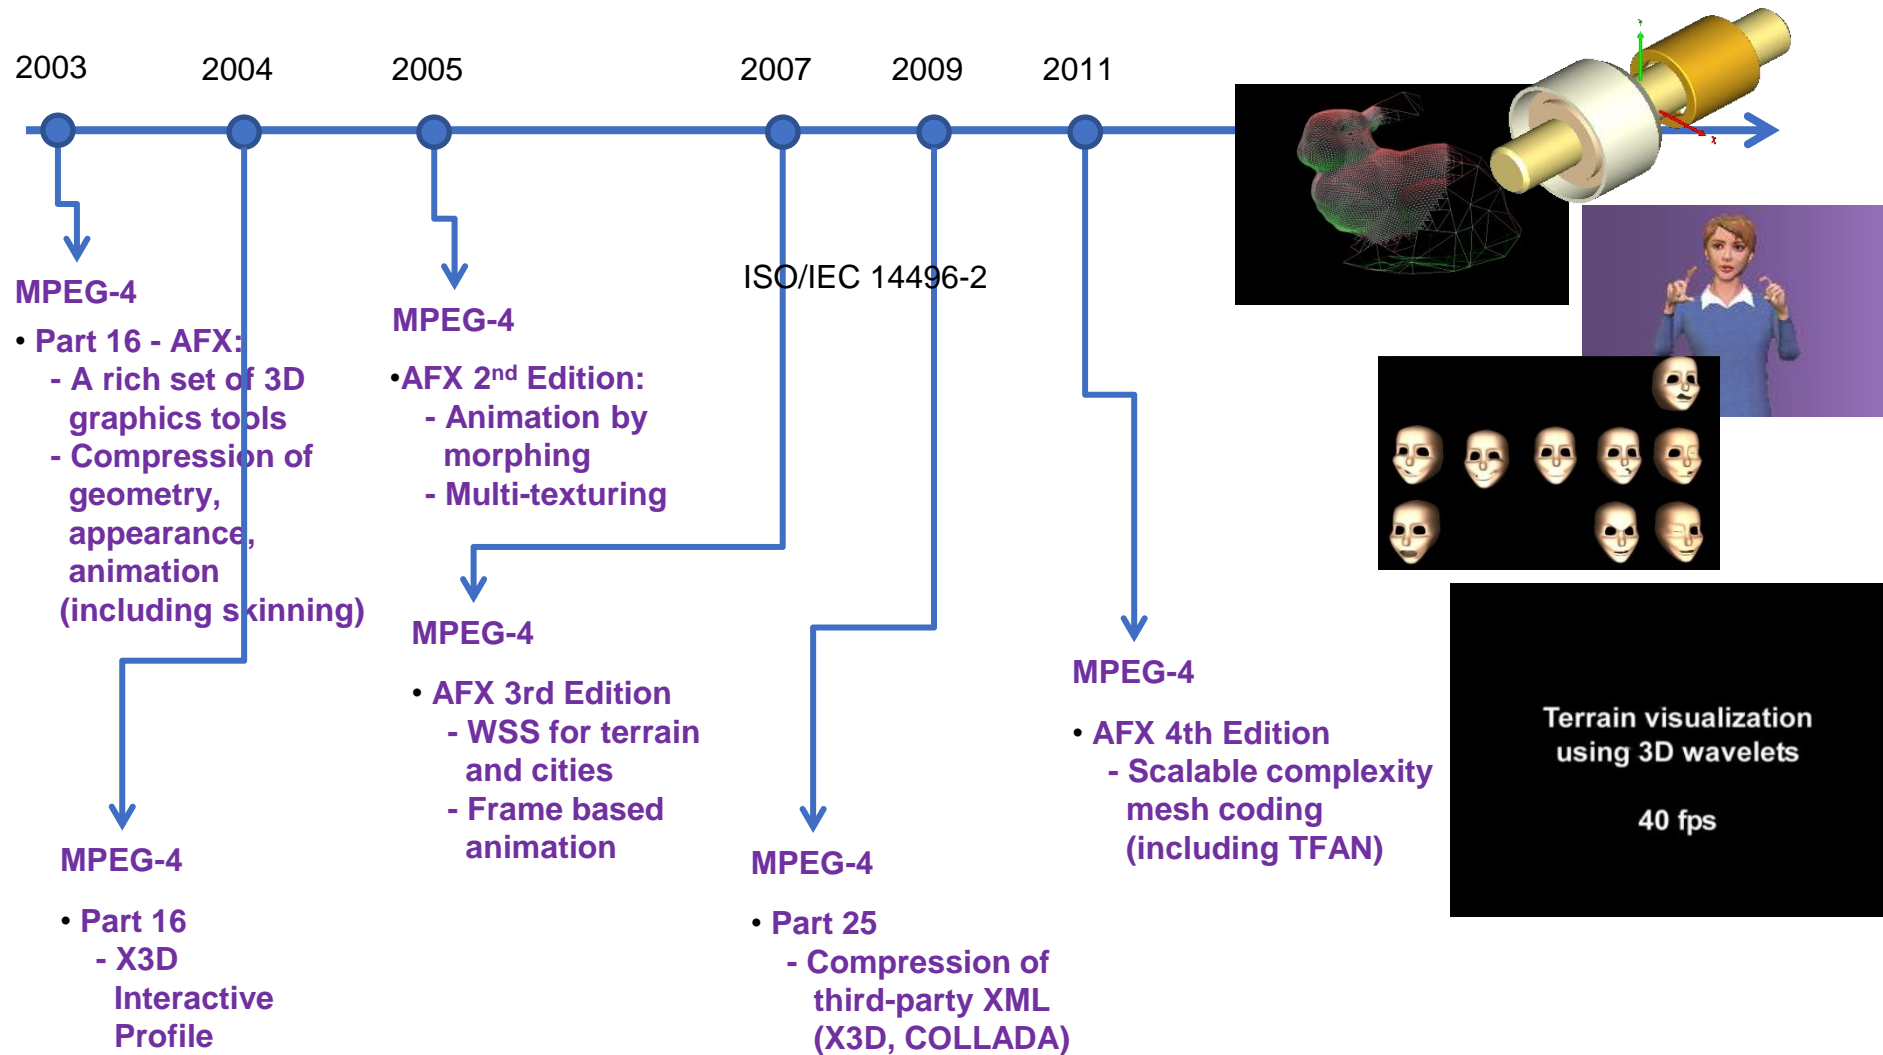 2003
2004
2005
2007
2009
2011
MPEG-4
• Part 16 - AFX:
- A rich set of 3D
graphics tools
- Compression of
geometry,
appearance,
animation
(including skinning)
MPEG-4
• Part 16
- X3D
Interactive
Profile
MPEG-4
•AFX 2nd Edition:
- Animation by
morphing
- Multi-texturing
MPEG-4
• AFX 3rd Edition
- WSS for terrain
and cities
- Frame based
animation
ISO/IEC 14496-2
MPEG-4
• Part 25
- Compression of
third-party XML
(X3D, COLLADA)
MPEG-4
• AFX 4th Edition
- Scalable complexity
mesh coding
(including TFAN)
Terrain visualization
using 3D wavelets
40 fps